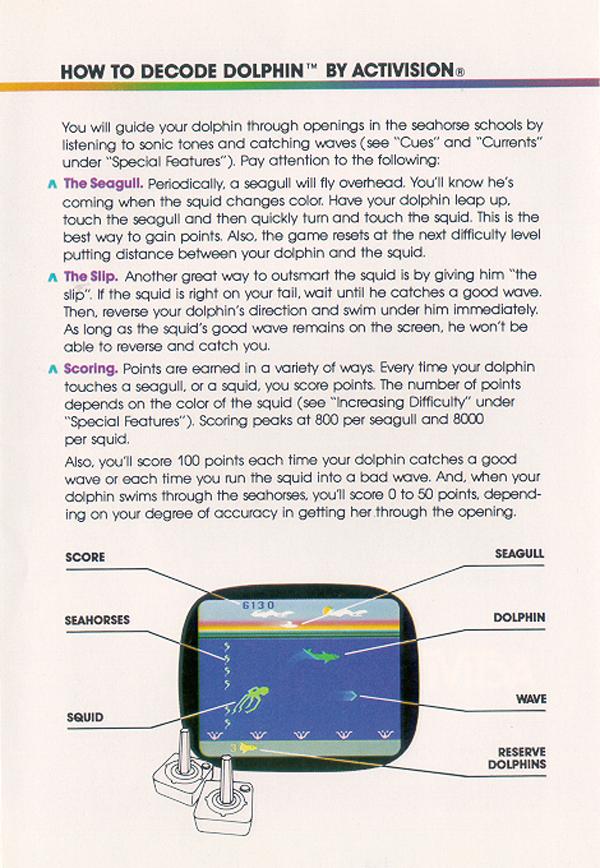 HOW TO DECODE DOLPHIN™ BY ACTIVISION®
You will guide your dolphin through openings in the seahorse schools by
listening to sonic tones and catching waves (see "Cues" and "Currents"
under "Special Features"). Pay attention to the following:
The Seagull. Periodically, a seagull will fly overhead. You'll know he's
coming when the squid changes color. Have your dolphin leap up,
touch the seagull and then quickly turn and touch the squid. This is the
best way to gain points. Also, the game resets at the next difficulty level
putting distance between your dolphin and the squid.
The Slip. Another great way to outsmart the squid is by giving him "the
slip". If the squid is right on your tail, wait until he catches a good wave.
Then, reverse your dolphin's direction and swim under him immediately.
As long as the squid's good wave remains on the screen, he won't be
able to reverse and catch you.
Scoring. Points are earned in a variety of ways. Every time your dolphin
touches a seagull, or a squid, you score points. The number of points
depends on the color of the squid (see "Increasing Difficulty" under
"Special Features"). Scoring peaks at 800 per seagull and 8000
per squid.
Also, you'll score 100 points each time your dolphin catches a good
wave or each time you run the squid into a bad wave. And, when your
dolphin swims through the seahorses, you'll score 0 to 50 points, depend-
ing on your degree of accuracy in getting her through the opening.
SCORE
SEAGULL
6130
SEAHORSES
DOLPHIN
WAVE
SQUID
RESERVE
DOLPHINS
3